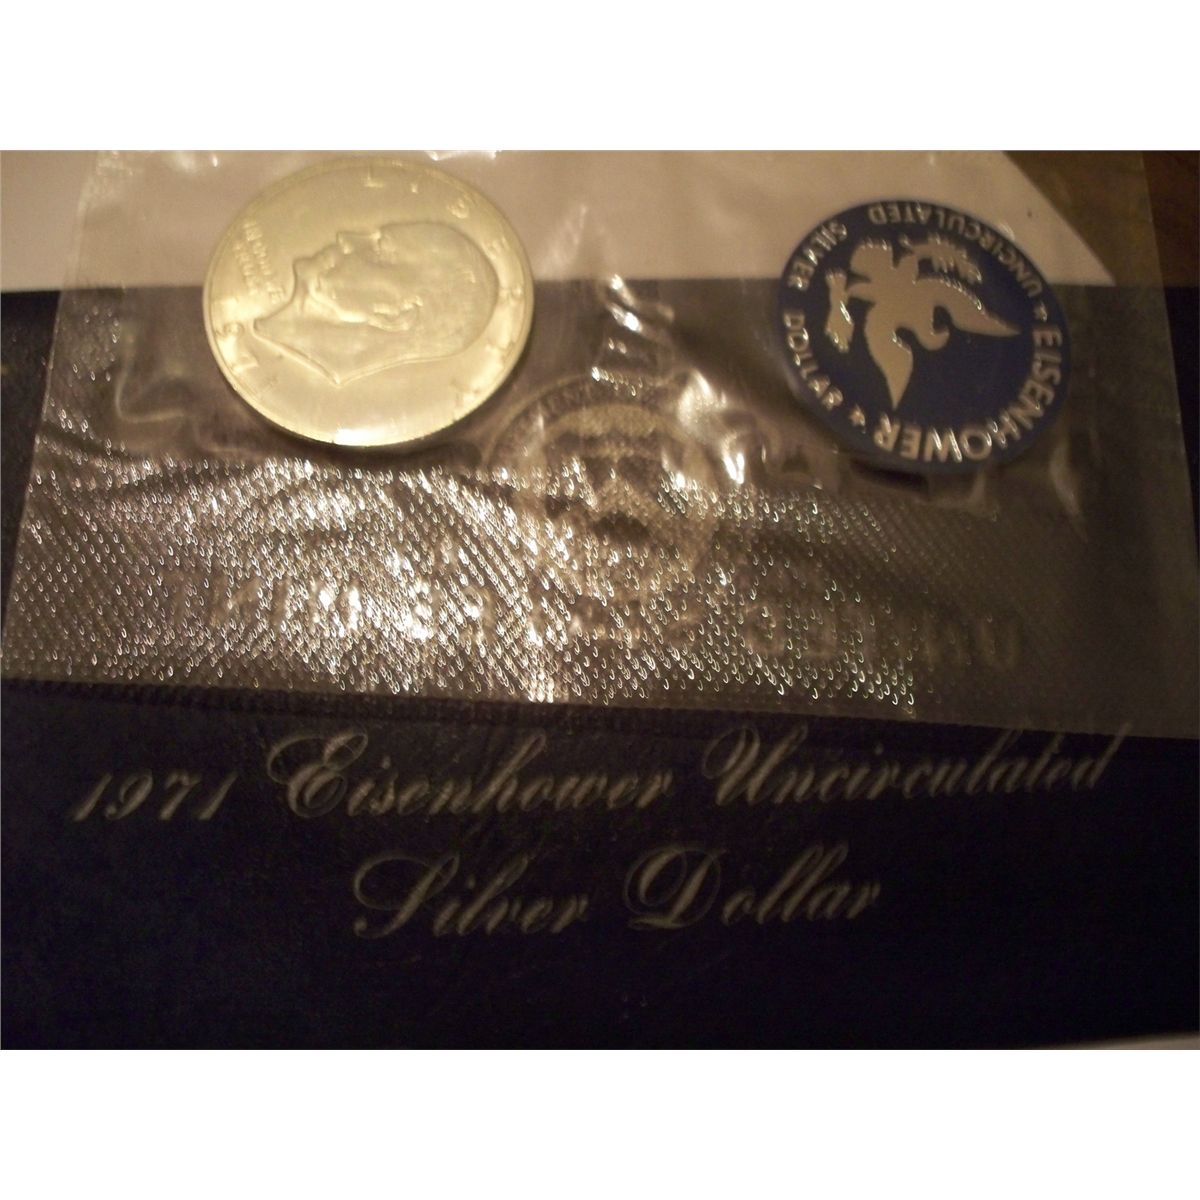 LIBERTY
IN GOD WE TRUST
EISENHOWER ★ UNCIRCULATED SILVER DOLLAR ★
1971 Eisenhower Uncirculated
Silver Dollar